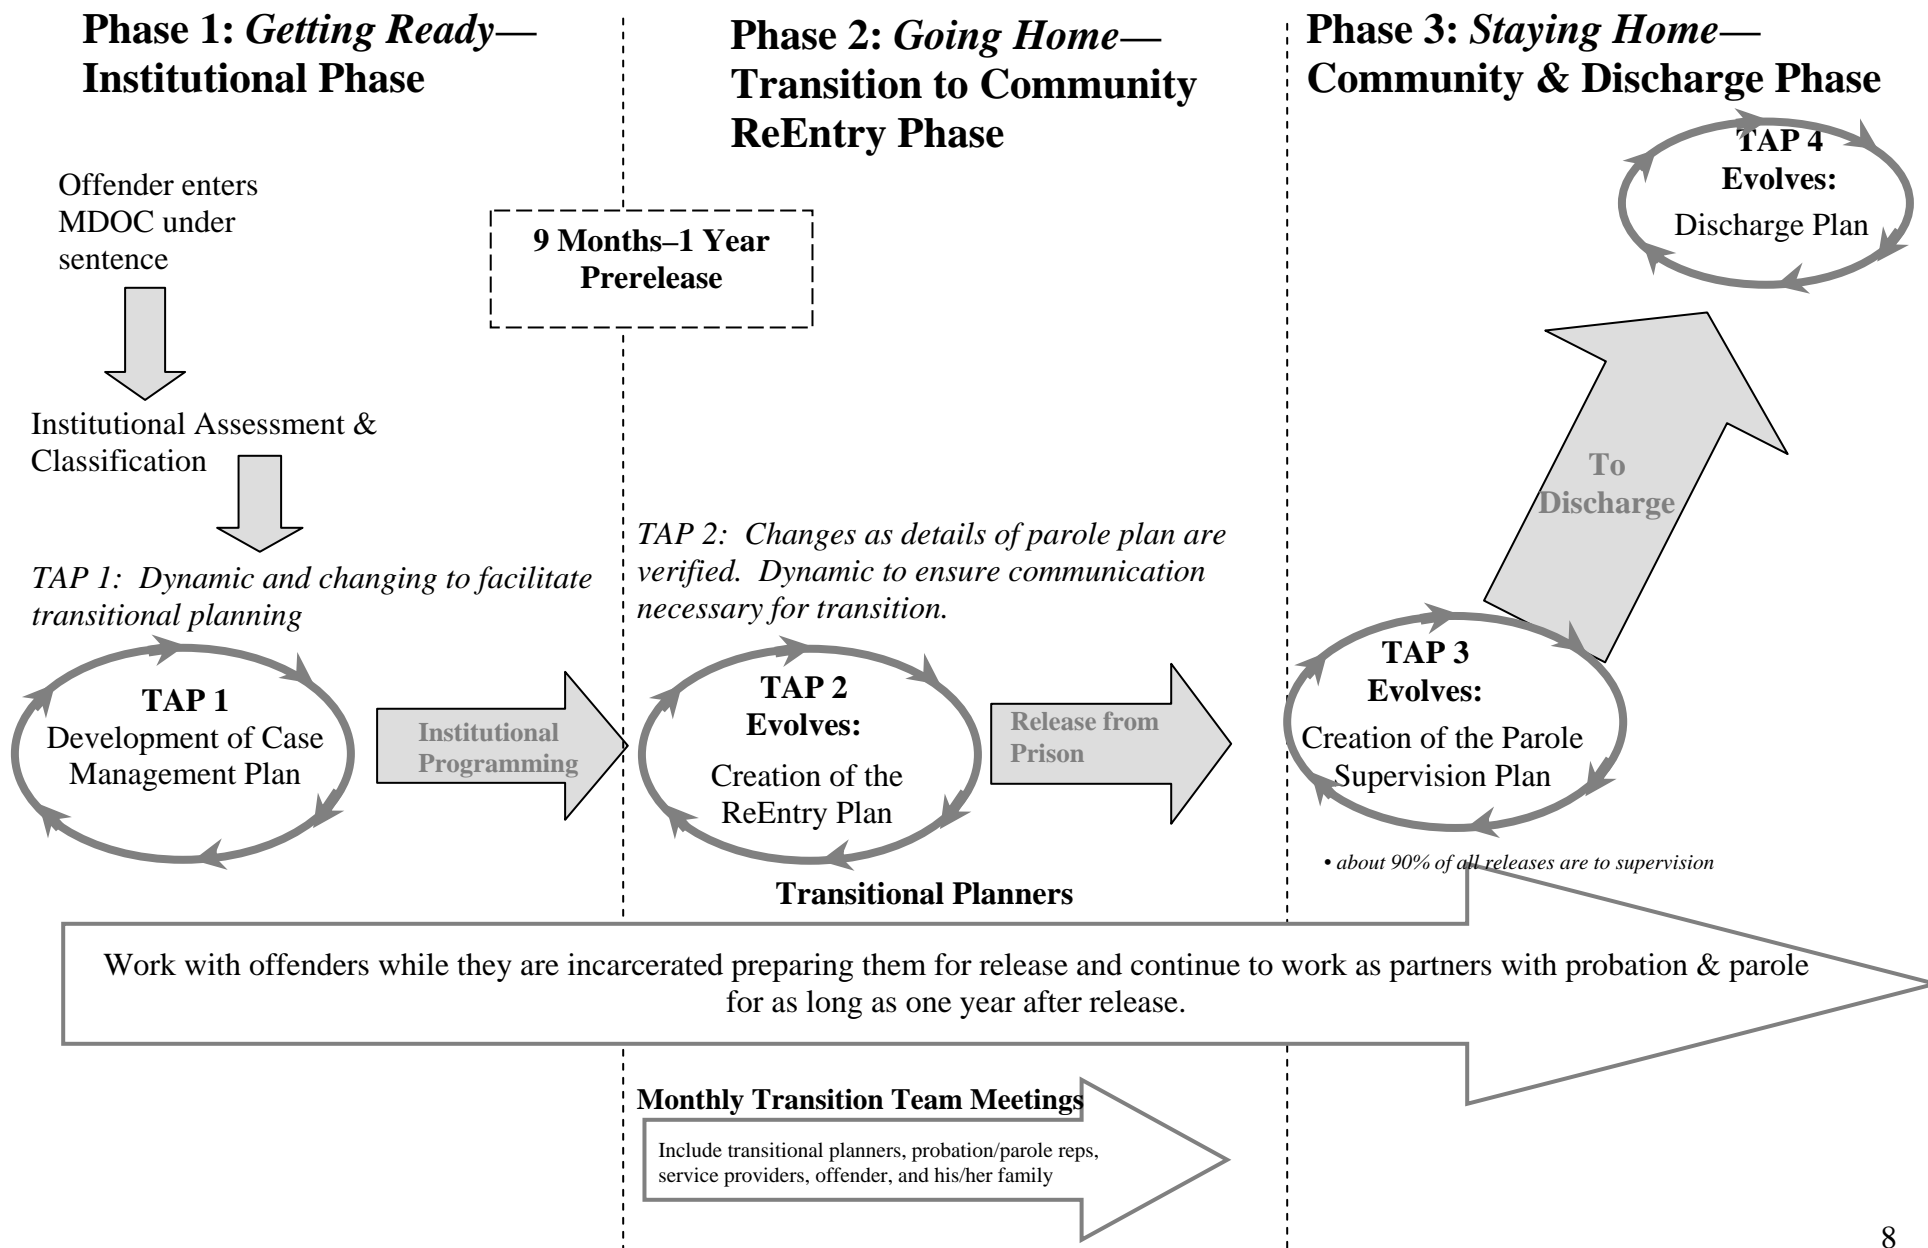 Phase 1: Getting Ready—
Institutional Phase
Offender enters
MDOC under
sentence
Institutional Assessment &
Classification
TAP 1:  Dynamic and changing to facilitate
transitional planning
TAP 1
Development of Case
Management Plan
Institutional
Programming
9 Months–1 Year
Prerelease
Phase 2: Going Home—
Transition to Community
ReEntry Phase
TAP 2:  Changes as details of parole plan are
verified.  Dynamic to ensure communication
necessary for transition.
TAP 2
Evolves:
Creation of the
ReEntry Plan
Release from
Prison
Phase 3: Staying Home—
Community & Discharge Phase
TAP 3
Evolves:
Creation of the Parole
Supervision Plan
• about 90% of all releases are to supervision
To
Discharge
TAP 4
Evolves:
Discharge Plan
Transitional Planners
Work with offenders while they are incarcerated preparing them for release and continue to work as partners with probation & parole
for as long as one year after release.
Monthly Transition Team Meetings
Include transitional planners, probation/parole reps,
service providers, offender, and his/her family
8